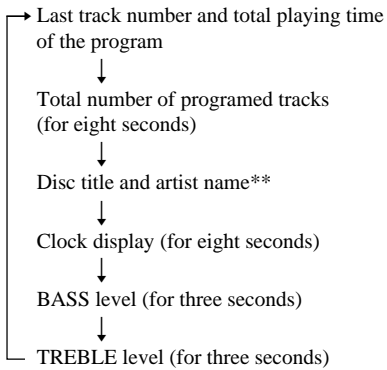 Last track number and total playing time
of the program
Total number of programed tracks
(for eight seconds)
Disc title and artist name**
Clock display (for eight seconds)
BASS level (for three seconds)
TREBLE level (for three seconds)